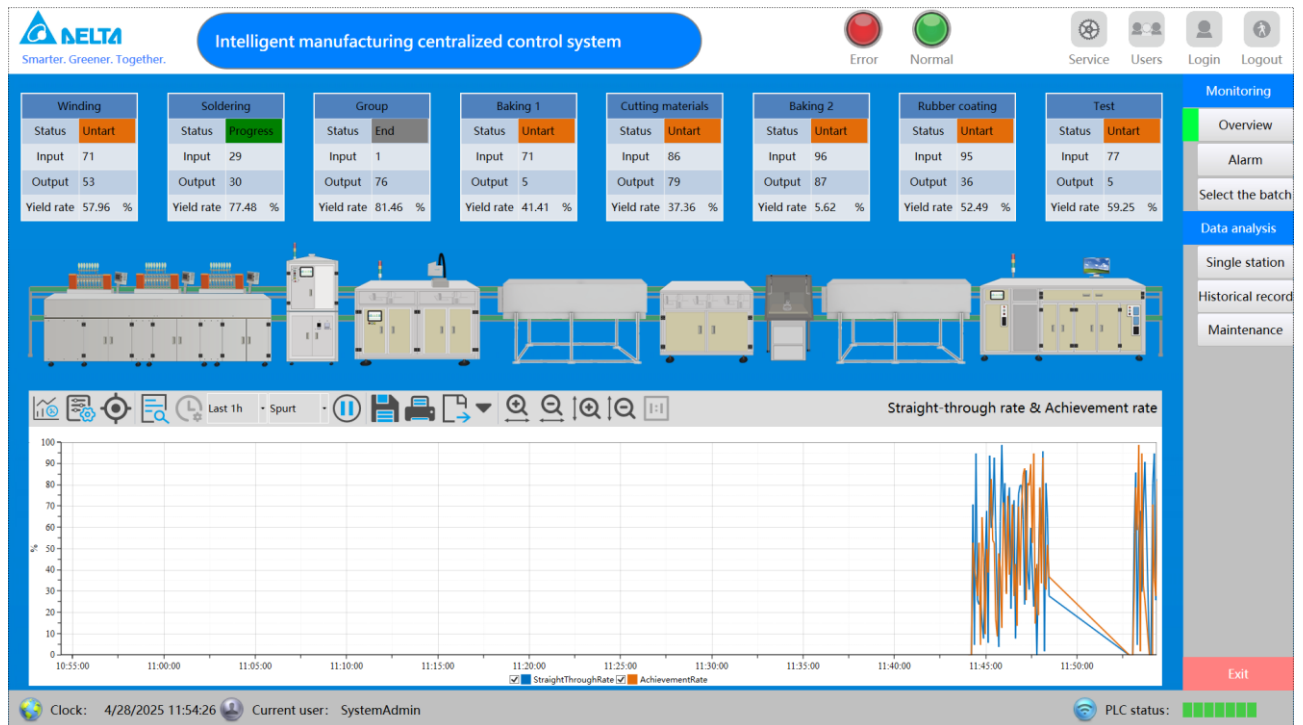 DELTA
Smarter. Greener. Together.
Intelligent manufacturing centralized control system
Error
Normal
Service
Users
Login
Logout
Winding
Status Untart
Input 71
Output 53
Yield rate 57.96 %
Soldering
Status Progress
Input 29
Output 30
Yield rate 77.48 %
Group
Status End
Input 1
Output 76
Yield rate 81.46 %
Baking 1
Status Untart
Input 71
Output 5
Yield rate 41.41 %
Cutting materials
Status Untart
Input 86
Output 79
Yield rate 37.36 %
Baking 2
Status Untart
Input 96
Output 87
Yield rate 5.62 %
Rubber coating
Status Untart
Input 95
Output 36
Yield rate 52.49 %
Test
Status Untart
Input 77
Output 5
Yield rate 59.25 %
Monitoring
Overview
Alarm
Select the batch
Data analysis
Single station
Historical record
Maintenance
Last 1h
Spurt
1:1
Straight-through rate & Achievement rate
100
90
80
70
60
50
40
30
20
10
0
%
10:55:00 11:00:00 11:05:00 11:10:00 11:15:00 11:20:00 11:25:00 11:30:00 11:35:00 11:40:00 11:45:00 11:50:00
StraightThroughRate AchievementRate
Exit
Clock: 4/28/2025 11:54:26 Current user: SystemAdmin PLC status: